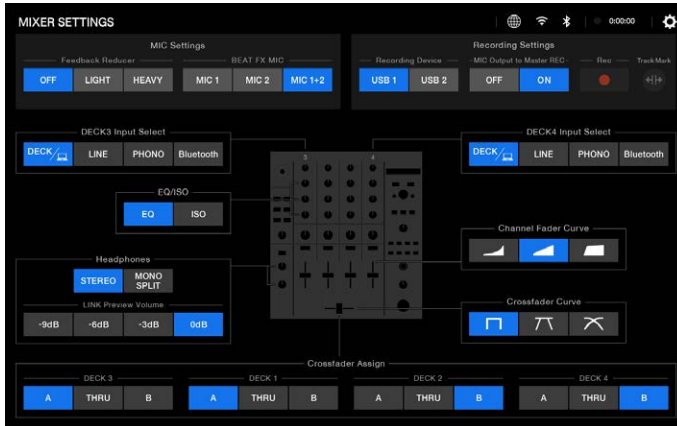 MIXER SETTINGS
0:00:00
MIC Settings
Feedback Reducer
OFF LIGHT HEAVY
BEAT FX MIC
MIC 1 MIC 2 MIC 1+2
Recording Settings
Recording Device
USB 1 USB 2
MIC Output to Master REC
OFF ON
Rec
TrackMark
DECK3 Input Select
DECK/ LINE PHONO Bluetooth
DECK4 Input Select
DECK/ LINE PHONO Bluetooth
3 4
EQ/ISO
EQ ISO
Channel Fader Curve
Headphones
STEREO MONO SPLIT
LINK Preview Volume
-9dB -6dB -3dB 0dB
Crossfader Curve
Crossfader Assign
DECK 3 DECK 1 DECK 2 DECK 4
A THRU B A THRU B A THRU B A THRU B